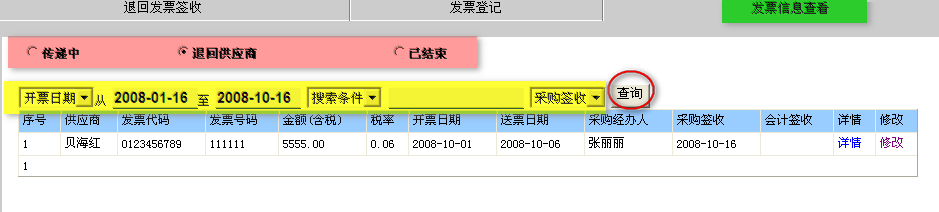 退回发票签收 发票登记 发票信息查看
传递中 退回供应商 已结束
开票日期 从 2008-01-16 至 2008-10-16 搜索条件 采购签收 查询
序号 供应商 发票代码 发票号码 金额(含税) 税率 开票日期 送票日期 采购经办人 采购签收 会计签收 详情 修改
1 贝海红 0123456789 111111 5555.00 0.06 2008-10-01 2008-10-06 张丽丽 2008-10-16 详情 修改
1